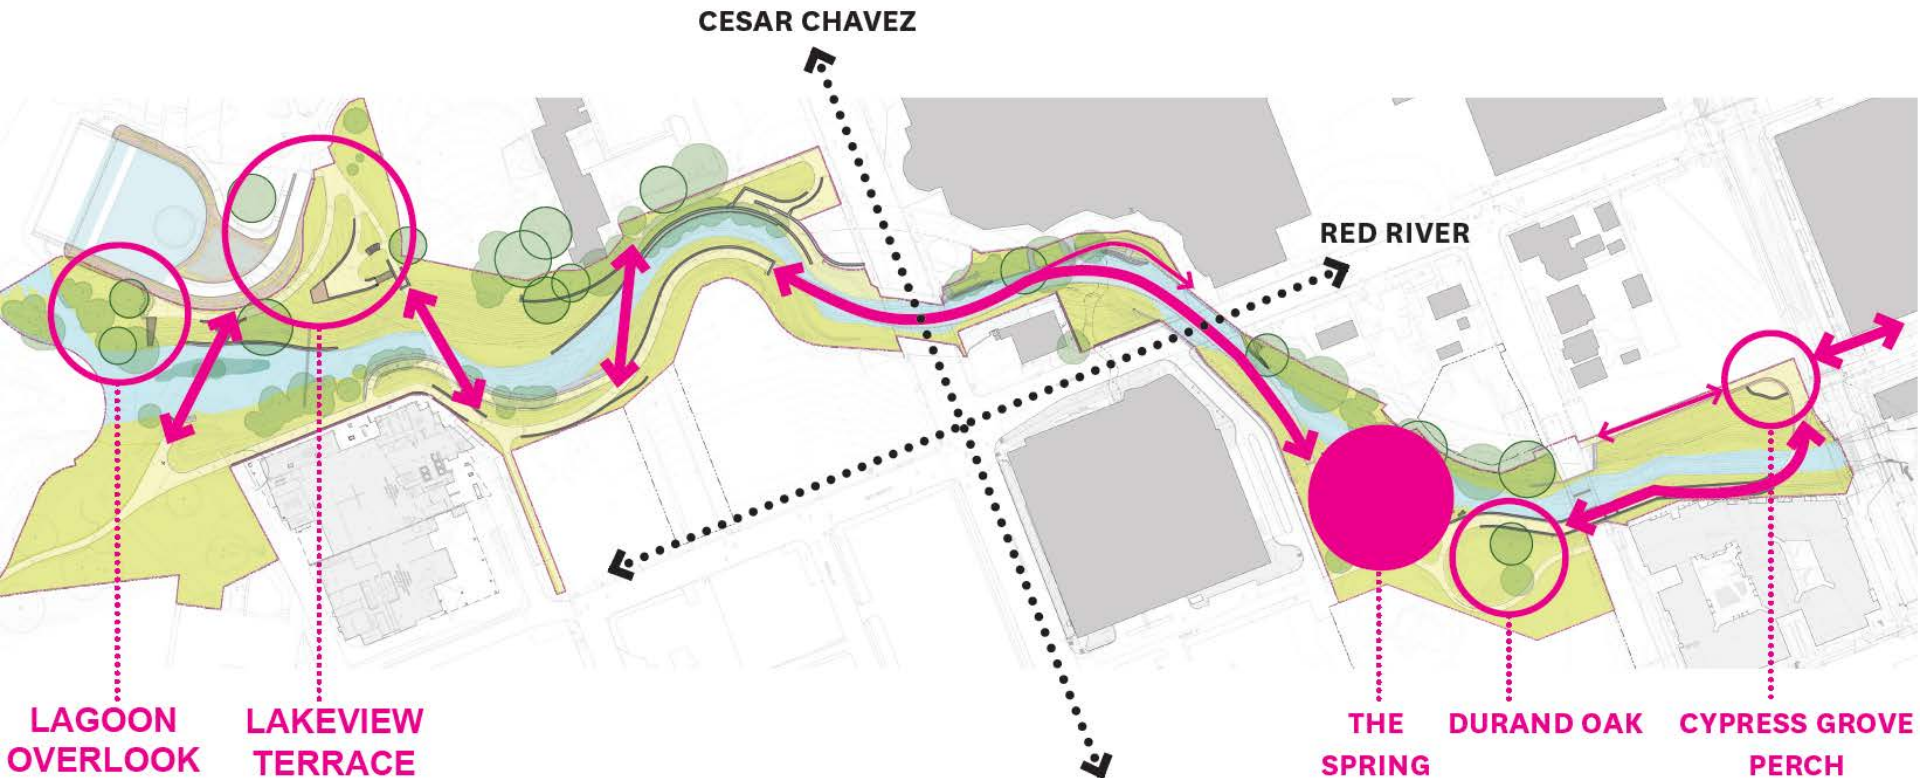 CESAR CHAVEZ
RED RIVER
LAGOON
OVERLOOK
LAKEVIEW
TERRACE
THE
SPRING
DURAND OAK
CYPRESS GROVE
PERCH